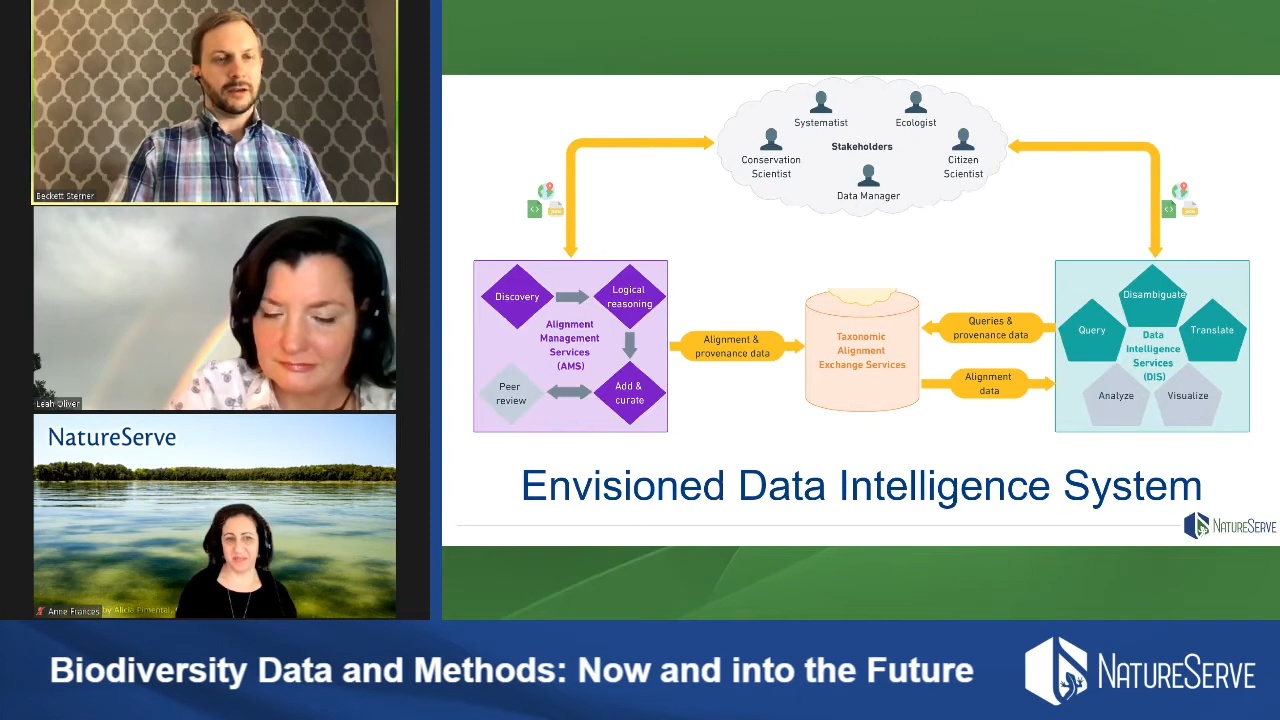 Beckett Sterner
Leah Oliver
NatureServe
Anne Frances
by Alicia Pimental,
Systematist
Ecologist
Stakeholders
Conservation
Scientist
Citizen
Scientist
Data Manager
Discovery
Logical
reasoning
Alignment
Management
Services
(AMS)
Peer
review
Add &
curate
Alignment &
provenance data
Taxonomic
Alignment
Exchange Services
Queries &
provenance data
Alignment
data
Disambiguate
Query
Translate
Data
Intelligence
Services
(DIS)
Analyze
Visualize
Envisioned Data Intelligence System
NATURESERVE
Biodiversity Data and Methods: Now and into the Future
NATURESERVE